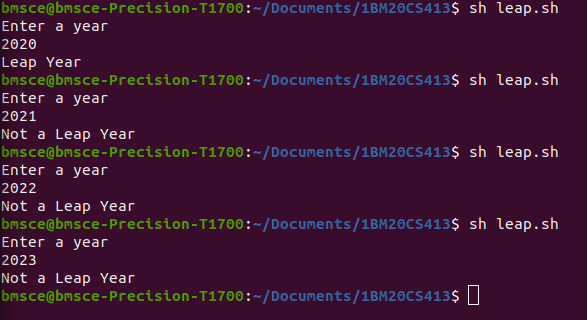 bmsce@bmsce-Precision-T1700:~/Documents/1BM20CS413$ sh leap.sh
Enter a year
2020
Leap Year
bmsce@bmsce-Precision-T1700:~/Documents/1BM20CS413$ sh leap.sh
Enter a year
2021
Not a Leap Year
bmsce@bmsce-Precision-T1700:~/Documents/1BM20CS413$ sh leap.sh
Enter a year
2022
Not a Leap Year
bmsce@bmsce-Precision-T1700:~/Documents/1BM20CS413$ sh leap.sh
Enter a year
2023
Not a Leap Year
bmsce@bmsce-Precision-T1700:~/Documents/1BM20CS413$